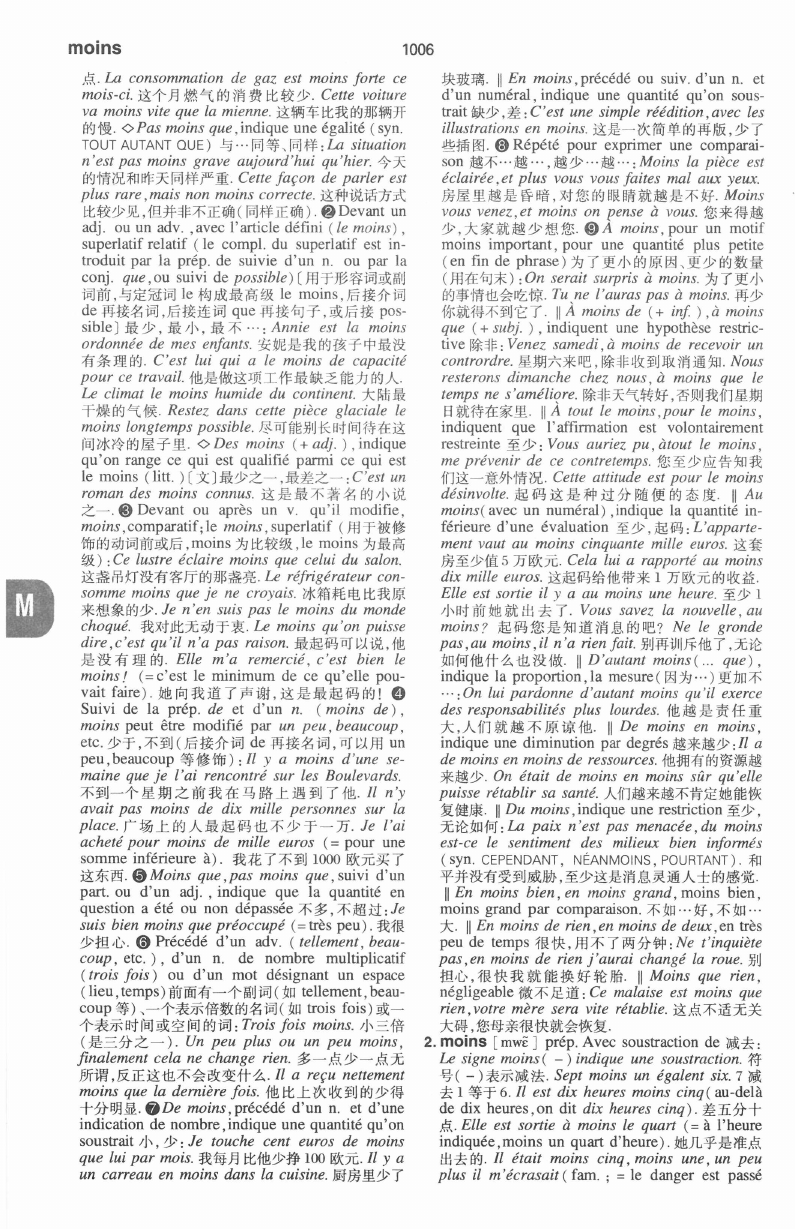 moins
1006
点. La consommation de gaz est moins forte ce
mois-ci. 这个月燃气的消费比较少. Cette voiture
va moins vite que la mienne. 这辆车比我的那辆开
的慢. ◇Pas moins que,indique une égalité (syn.
TOUT AUTANT QUE) 与…同等、同样: La situation
n'est pas moins grave aujourd'hui qu'hier. 今天
的情况和昨天同样严重. Cette façon de parler est
plus rare,mais non moins correcte. 这种说话方式
比较少见,但并非不正确(同样正确). ❷Devant un
adj. ou un adv. ,avec l'article défini (le moins),
superlatif relatif (le compl. du superlatif est in-
troduit par la prép. de suivie d'un n. ou par la
conj. que,ou suivi de possible)〔用于形容词或副
词前,与定冠词 le 构成最高级 le moins,后接介词
de 再接名词,后接连词 que 再接句子,或后接 pos-
sible〕最少, 最小, 最不…: Annie est la moins
ordonnée de mes enfants. 安妮是我的孩子中最没
有条理的. C'est lui qui a le moins de capacité
pour ce travail. 他是做这项工作最缺乏能力的人.
Le climat le moins humide du continent. 大陆最
干燥的气候. Restez dans cette pièce glaciale le
moins longtemps possible. 尽可能别长时间待在这
间冰冷的屋子里. ◇Des moins (+adj.),indique
qu'on range ce qui est qualifié parmi ce qui est
le moins (litt.)〔文〕最少之一,最差之一:C'est un
roman des moins connus. 这是最不著名的小说
之一. ❸ Devant ou après un v. qu'il modifie,
moins,comparatif;le moins,superlatif (用于被修
饰的动词前或后,moins 为比较级,le moins 为最高
级):Ce lustre éclaire moins que celui du salon.
这盏吊灯没有客厅的那盏亮. Le réfrigérateur con-
somme moins que je ne croyais. 冰箱耗电比我原
来想象的少. Je n'en suis pas le moins du monde
choqué. 我对此无动于衷. Le moins qu'on puisse
dire,c'est qu'il n'a pas raison. 最起码可以说,他
是没有理的. Elle m'a remercié, c'est bien le
moins! (=c'est le minimum de ce qu'elle pou-
vait faire). 她向我道了声谢,这是最起码的! ❹
Suivi de la prép. de et d'un n. (moins de),
moins peut être modifié par un peu,beaucoup,
etc. 少于,不到(后接介词 de 再接名词,可以用 un
peu,beaucoup 等修饰): Il y a moins d'une se-
maine que je l'ai rencontré sur les Boulevards.
不到一个星期之前我在马路上遇到了他. Il n'y
avait pas moins de dix mille personnes sur la
place. 广场上的人最起码也不少于一万. Je l'ai
acheté pour moins de mille euros (= pour une
somme inférieure à). 我花了不到 1000 欧元买了
这东西. ❺Moins que,pas moins que,suivi d'un
part. ou d'un adj. , indique que la quantité en
question a été ou non dépassée 不多,不超过:Je
suis bien moins que préoccupé (=très peu). 我很
少担心. ❻ Précédé d'un adv. (tellement, beau-
coup, etc.), d'un n. de nombre multiplicatif
(trois fois) ou d'un mot désignant un espace
(lieu,temps)前面有一个副词(如 tellement,beau-
coup 等)、一个表示倍数的名词(如 trois fois)或一
个表示时间或空间的词:Trois fois moins. 小三倍
(是三分之一). Un peu plus ou un peu moins,
finalement cela ne change rien. 多一点少一点无
所谓,反正这也不会改变什么. Il a reçu nettement
moins que la dernière fois. 他比上次收到的少得
十分明显. ❼De moins,précédé d'un n. et d'une
indication de nombre,indique une quantité qu'on
soustrait 小,少: Je touche cent euros de moins
que lui par mois. 我每月比他少挣 100 欧元. Il y a
un carreau en moins dans la cuisine. 厨房里少了
块玻璃. ‖ En moins,précédé ou suiv. d'un n. et
d'un numéral, indique une quantité qu'on sous-
trait 缺少,差:C'est une simple réédition,avec les
illustrations en moins. 这是一次简单的再版,少了
些插图. ❽ Répété pour exprimer une comparai-
son 越不…越…,越少…越…:Moins la pièce est
éclairée,et plus vous vous faites mal aux yeux.
房屋里越是昏暗,对您的眼睛就越是不好. Moins
vous venez,et moins on pense à vous. 您来得越
少,大家就越少想您. ❾ À moins,pour un motif
moins important, pour une quantité plus petite
(en fin de phrase) 为了更小的原因、更少的数量
(用在句末):On serait surpris à moins. 为了更小
的事情也会吃惊. Tu ne l'auras pas à moins. 再少
你就得不到它了. ‖ À moins de (+ inf.),à moins
que (+subj.), indiquent une hypothèse restric-
tive 除非:Venez samedi,à moins de recevoir un
contrordre. 星期六来吧,除非收到取消通知. Nous
resterons dimanche chez nous,à moins que le
temps ne s'améliore. 除非天气转好,否则我们星期
日就待在家里. ‖ À tout le moins,pour le moins,
indiquent que l'affirmation est volontairement
restreinte 至少:Vous auriez pu,àtout le moins,
me prévenir de ce contretemps. 您至少应告知我
们这一意外情况. Cette attitude est pour le moins
désinvolte. 起码这是种过分随便的态度. ‖ Au
moins(avec un numéral),indique la quantité in-
férieure d'une évaluation 至少,起码:L'apparte-
ment vaut au moins cinquante mille euros. 这套
房至少值 5 万欧元. Cela lui a rapporté au moins
dix mille euros. 这起码给他带来 1 万欧元的收益.
Elle est sortie il y a au moins une heure. 至少 1
小时前她就出去了. Vous savez la nouvelle,au
moins? 起码您是知道消息的吧? Ne le gronde
pas,au moins,il n'a rien fait. 别再训斥他了,无论
如何他什么也没做. ‖ D'autant moins(... que),
indique la proportion,la mesure(因为…)更加不
…:On lui pardonne d'autant moins qu'il exerce
des responsabilités plus lourdes. 他越是责任重
大,人们就越不原谅他. ‖ De moins en moins,
indique une diminution par degrés 越来越少:Il a
de moins en moins de ressources. 他拥有的资源越
来越少. On était de moins en moins sûr qu'elle
puisse rétablir sa santé. 人们越来越不肯定她能恢
复健康. ‖ Du moins,indique une restriction 至少,
无论如何:La paix n'est pas menacée,du moins
est-ce le sentiment des milieux bien informés
(syn. CEPENDANT, NÉANMOINS, POURTANT). 和
平并没有受到威胁,至少这是消息灵通人士的感觉.
‖ En moins bien, en moins grand, moins bien,
moins grand par comparaison. 不如…好,不如…
大. ‖ En moins de rien,en moins de deux,en très
peu de temps 很快,用不了两分钟:Ne t'inquiète
pas,en moins de rien j'aurai changé la roue. 别
担心,很快我就能换好轮胎. ‖ Moins que rien,
négligeable 微不足道:Ce malaise est moins que
rien,votre mère sera vite rétablie. 这点不适无关
大碍,您母亲很快就会恢复.
2. moins [mwɛ̃] prép. Avec soustraction de 减去:
Le signe moins( − ) indique une soustraction. 符
号( − )表示减法. Sept moins un égalent six. 7 减
去 1 等于 6. Il est dix heures moins cinq(au-delà
de dix heures,on dit dix heures cinq). 差五分十
点. Elle est sortie à moins le quart (=à l'heure
indiquée,moins un quart d'heure). 她几乎是准点
出去的. Il était moins cinq, moins une, un peu
plus il m'écrasait (fam. ; = le danger est passé
M